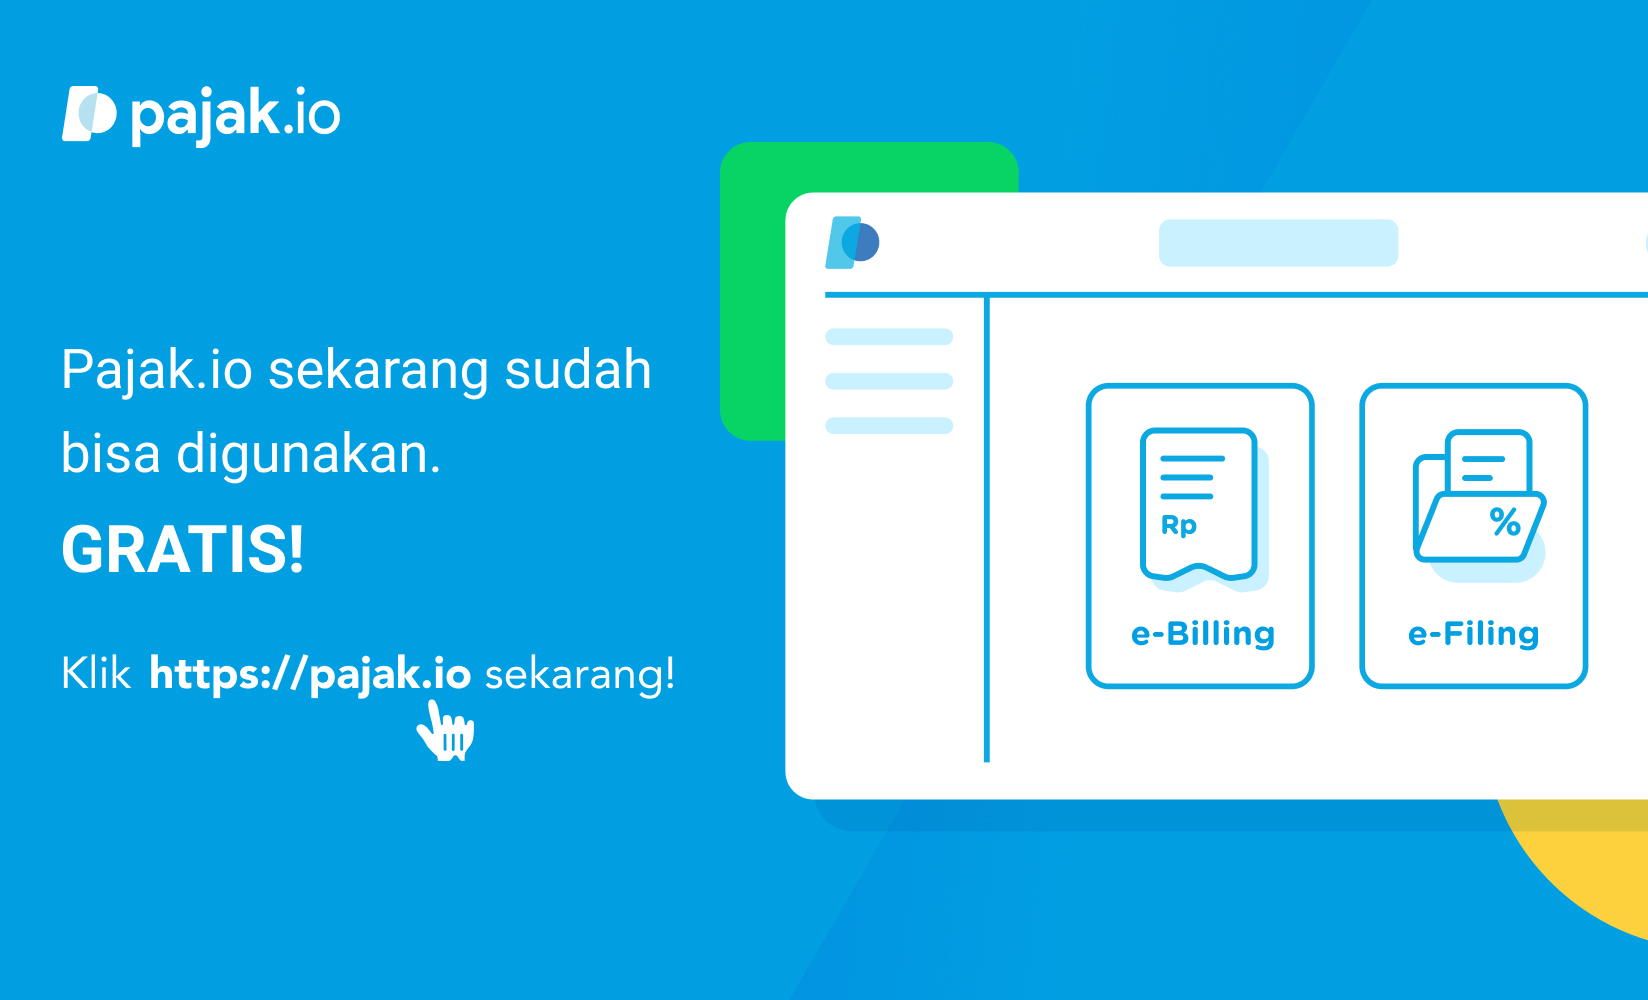 pajak.io
Pajak.io sekarang sudah
bisa digunakan.
GRATIS!
Klik https://pajak.io sekarang!
Rp
%
e-Billing
e-Filing